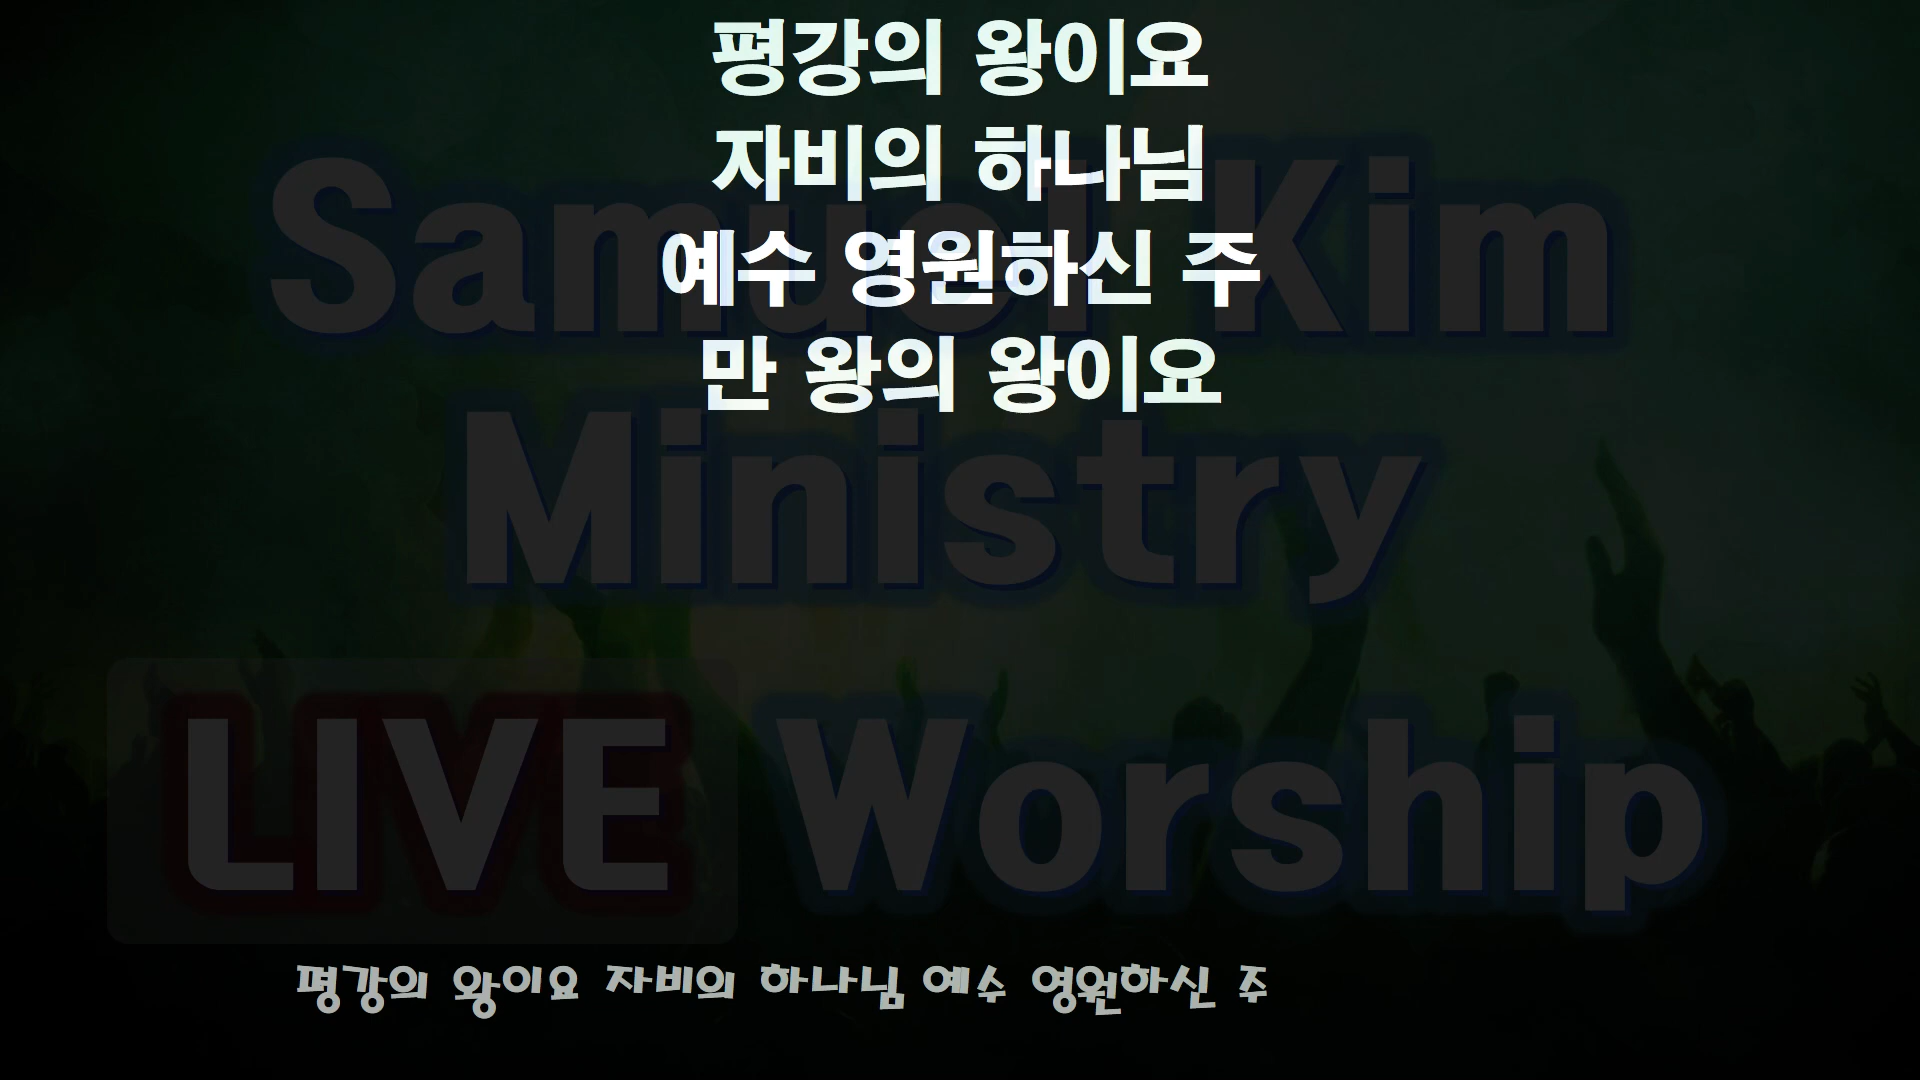 평강의 왕이요
자비의 하나님
예수 영원하신 주
만 왕의 왕이요
Samuel Kim
Ministry
LIVE Worship
평강의 왕이요 자비의 하나님 예수 영원하신 주